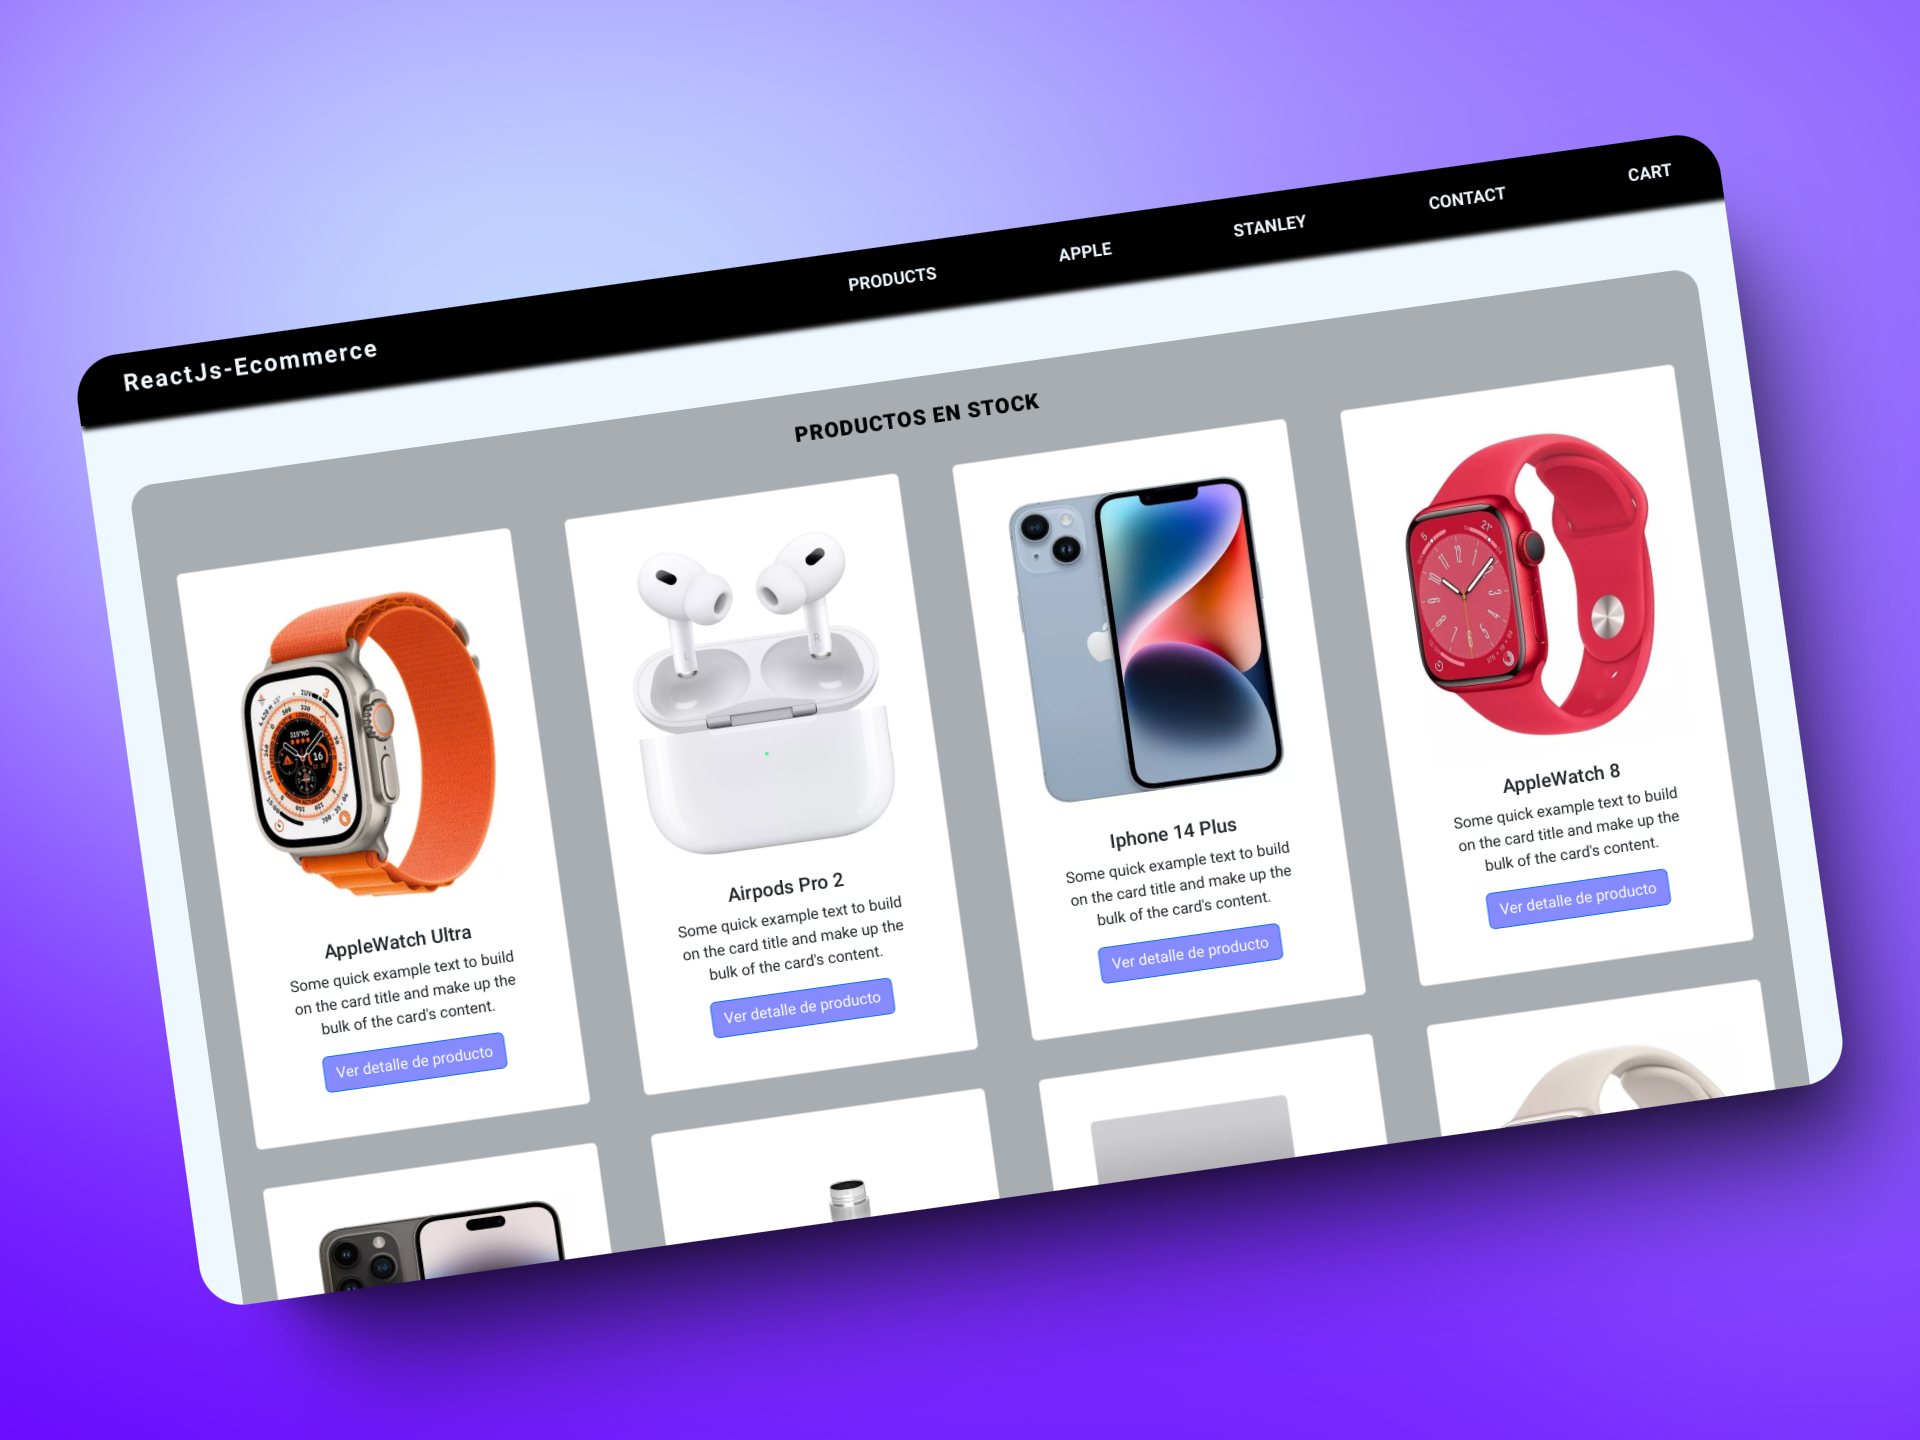 ReactJs-Ecommerce
PRODUCTS
APPLE
STANLEY
CONTACT
CART
PRODUCTOS EN STOCK
AppleWatch Ultra
Some quick example text to build
on the card title and make up the
bulk of the card's content.
Ver detalle de producto
Airpods Pro 2
Some quick example text to build
on the card title and make up the
bulk of the card's content.
Ver detalle de producto
Iphone 14 Plus
Some quick example text to build
on the card title and make up the
bulk of the card's content.
Ver detalle de producto
AppleWatch 8
Some quick example text to build
on the card title and make up the
bulk of the card's content.
Ver detalle de producto